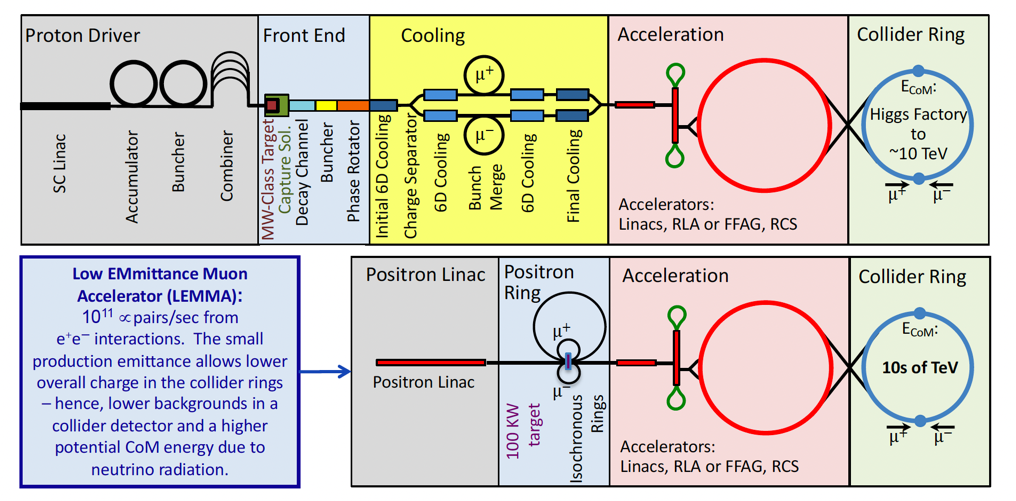 Proton Driver
Front End
Cooling
Acceleration
Collider Ring
SC Linac
Accumulator
Buncher
Combiner
MW-Class Target
Capture Sol.
Decay Channel
Buncher
Phase Rotator
Initial 6D Cooling
Charge Separator
6D Cooling
μ+
μ−
Bunch
Merge
6D Cooling
Final Cooling
Accelerators:
Linacs, RLA or FFAG, RCS
ECoM:
Higgs Factory
to
~10 TeV
μ+ μ−
Low EMmittance Muon
Accelerator (LEMMA):
10¹¹ ∝ pairs/sec from
e⁺e⁻ interactions. The small
production emittance allows lower
overall charge in the collider rings
– hence, lower backgrounds in a
collider detector and a higher
potential CoM energy due to
neutrino radiation.
Positron Linac
Positron
Ring
Acceleration
Collider Ring
Positron Linac
μ+
μ−
100 KW
target
Isochronous
Rings
Accelerators:
Linacs, RLA or FFAG, RCS
ECoM:
10s of TeV
μ+ μ−